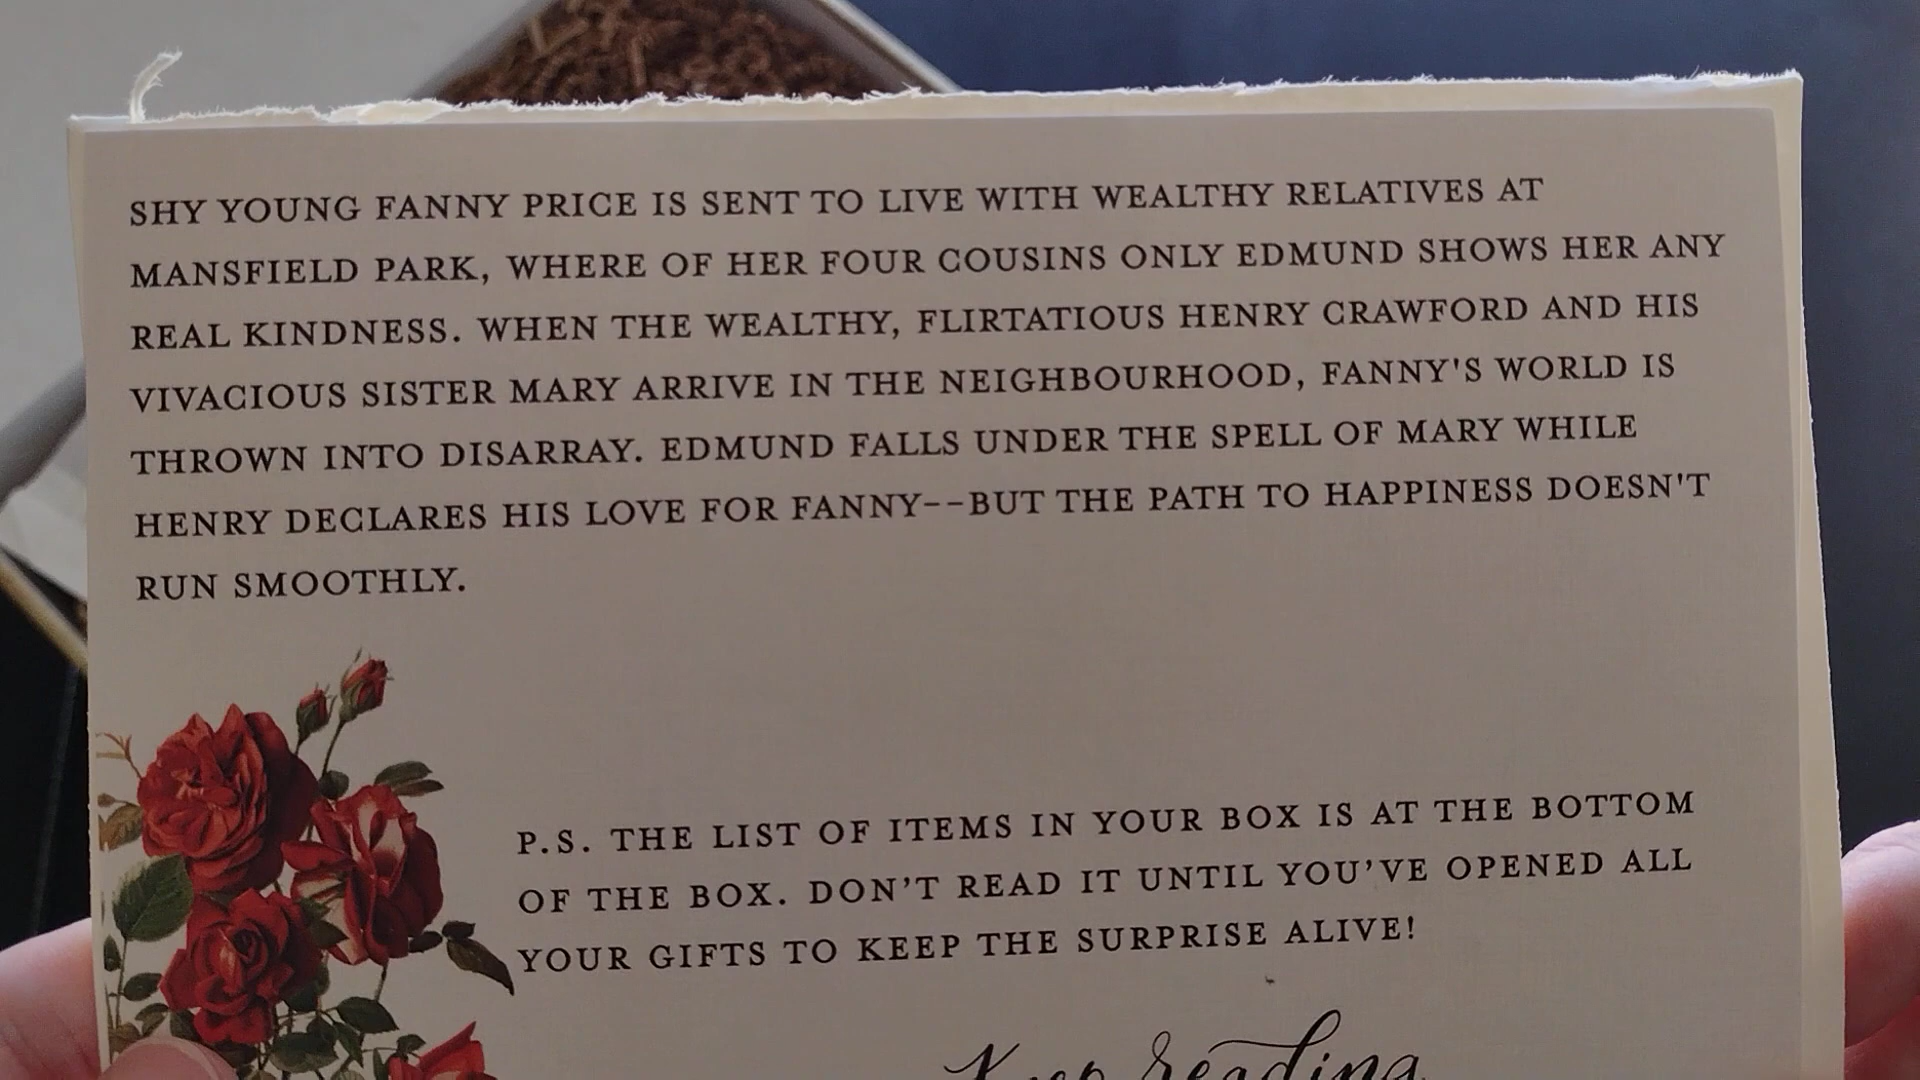 SHY YOUNG FANNY PRICE IS SENT TO LIVE WITH WEALTHY RELATIVES AT
MANSFIELD PARK, WHERE OF HER FOUR COUSINS ONLY EDMUND SHOWS HER ANY
REAL KINDNESS. WHEN THE WEALTHY, FLIRTATIOUS HENRY CRAWFORD AND HIS
VIVACIOUS SISTER MARY ARRIVE IN THE NEIGHBOURHOOD, FANNY'S WORLD IS
THROWN INTO DISARRAY. EDMUND FALLS UNDER THE SPELL OF MARY WHILE
HENRY DECLARES HIS LOVE FOR FANNY--BUT THE PATH TO HAPPINESS DOESN'T
RUN SMOOTHLY.
P.S. THE LIST OF ITEMS IN YOUR BOX IS AT THE BOTTOM
OF THE BOX. DON'T READ IT UNTIL YOU'VE OPENED ALL
YOUR GIFTS TO KEEP THE SURPRISE ALIVE!
Keep reading